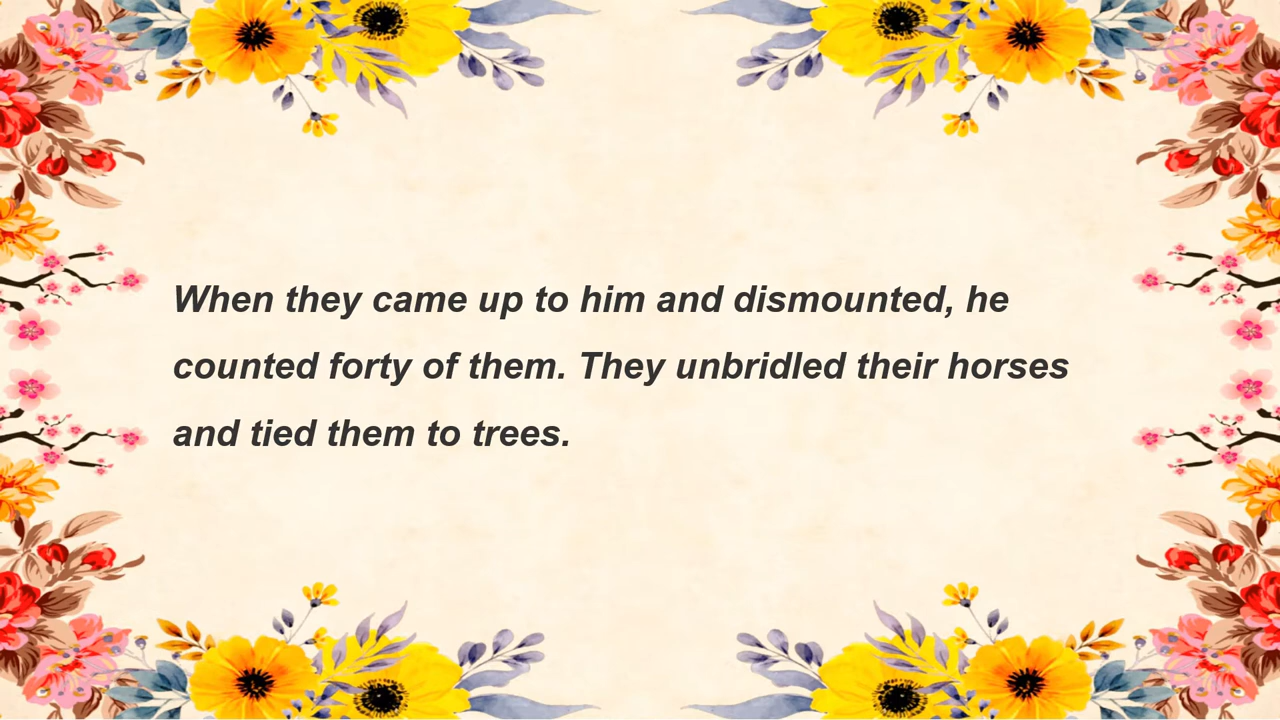 When they came up to him and dismounted, he
counted forty of them. They unbridled their horses
and tied them to trees.